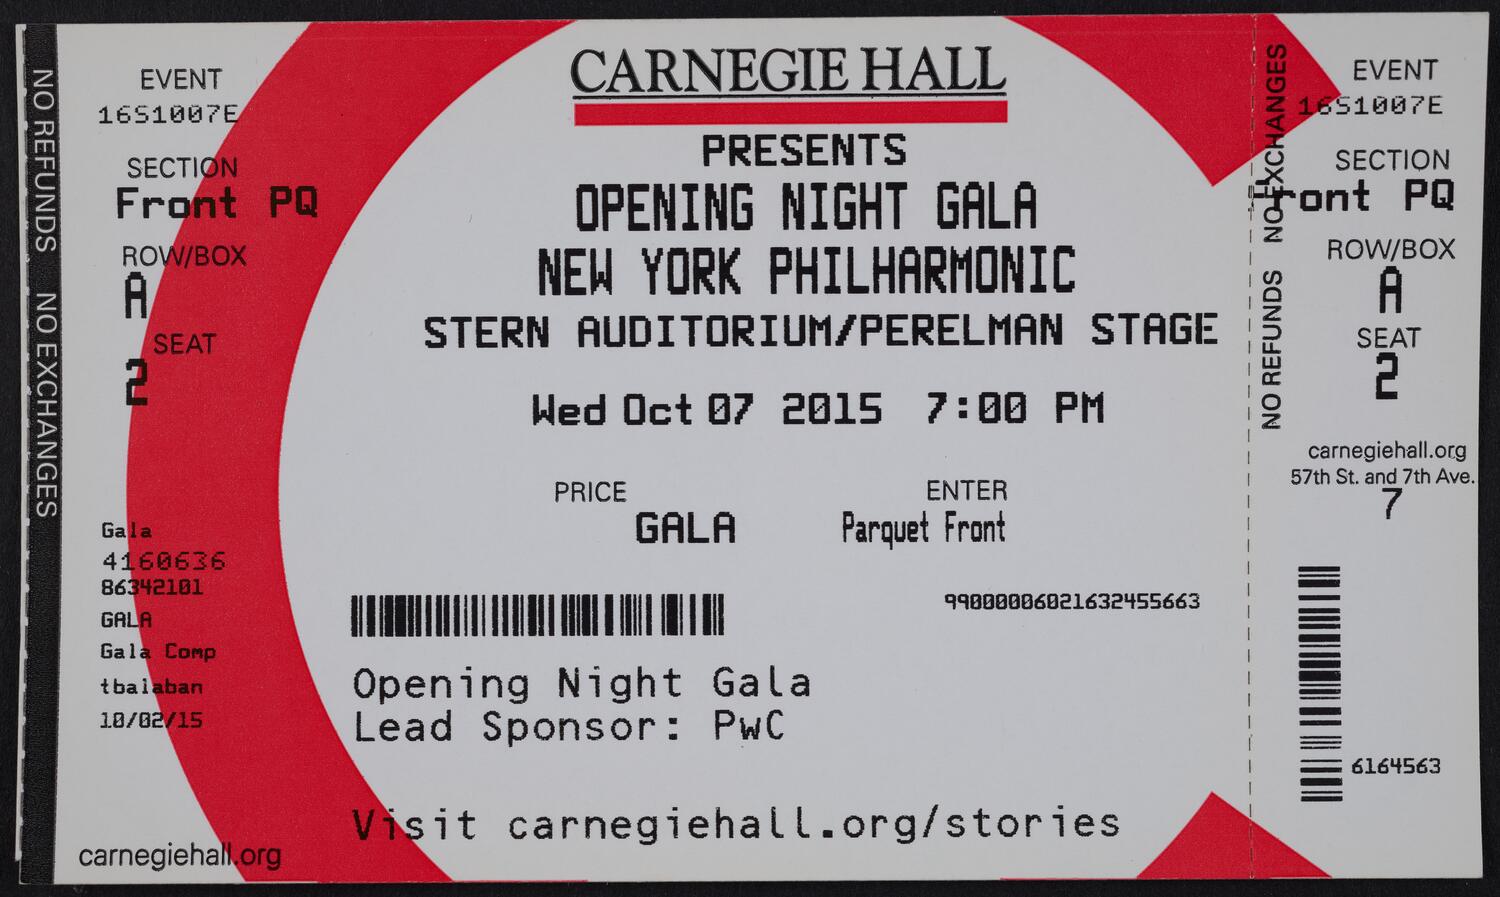 NO REFUNDS NO EXCHANGES
EVENT
16S1007E
SECTION
Front PQ
ROW/BOX
A
SEAT
2
Gala
4160636
86342101
GALA
Gala Comp
tbalaban
10/02/15
carnegiehall.org
CARNEGIE HALL
PRESENTS
OPENING NIGHT GALA
NEW YORK PHILHARMONIC
STERN AUDITORIUM/PERELMAN STAGE
Wed Oct 07 2015 7:00 PM
PRICE
GALA
ENTER
Parquet Front
99000006021632455663
Opening Night Gala
Lead Sponsor: PwC
Visit carnegiehall.org/stories
NO REFUNDS NO EXCHANGES
EVENT
16S1007E
SECTION
Front PQ
ROW/BOX
A
SEAT
2
carnegiehall.org
57th St. and 7th Ave.
7
6164563